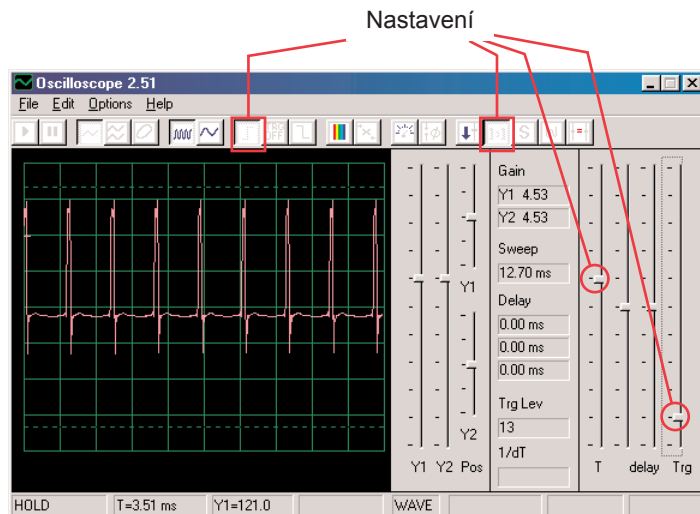 Nastavení
Oscilloscope 2.51
File Edit Options Help
Gain
Y1 4.53
Y2 4.53
Sweep
12.70 ms
Delay
0.00 ms
0.00 ms
0.00 ms
Trg Lev
13
1/dT
Y1
Y2
Y1 Y2 Pos
T delay Trg
HOLD T=3.51 ms Y1=121.0 WAVE